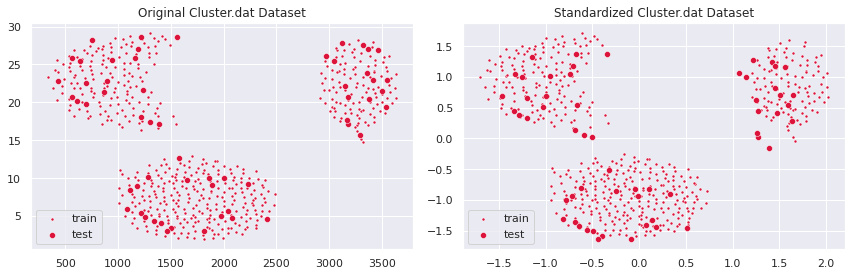 Original Cluster.dat Dataset
30
25
20
15
10
5
train
test
500 1000 1500 2000 2500 3000 3500
Standardized Cluster.dat Dataset
1.5
1.0
0.5
0.0
−0.5
−1.0
−1.5
train
test
−1.5 −1.0 −0.5 0.0 0.5 1.0 1.5 2.0